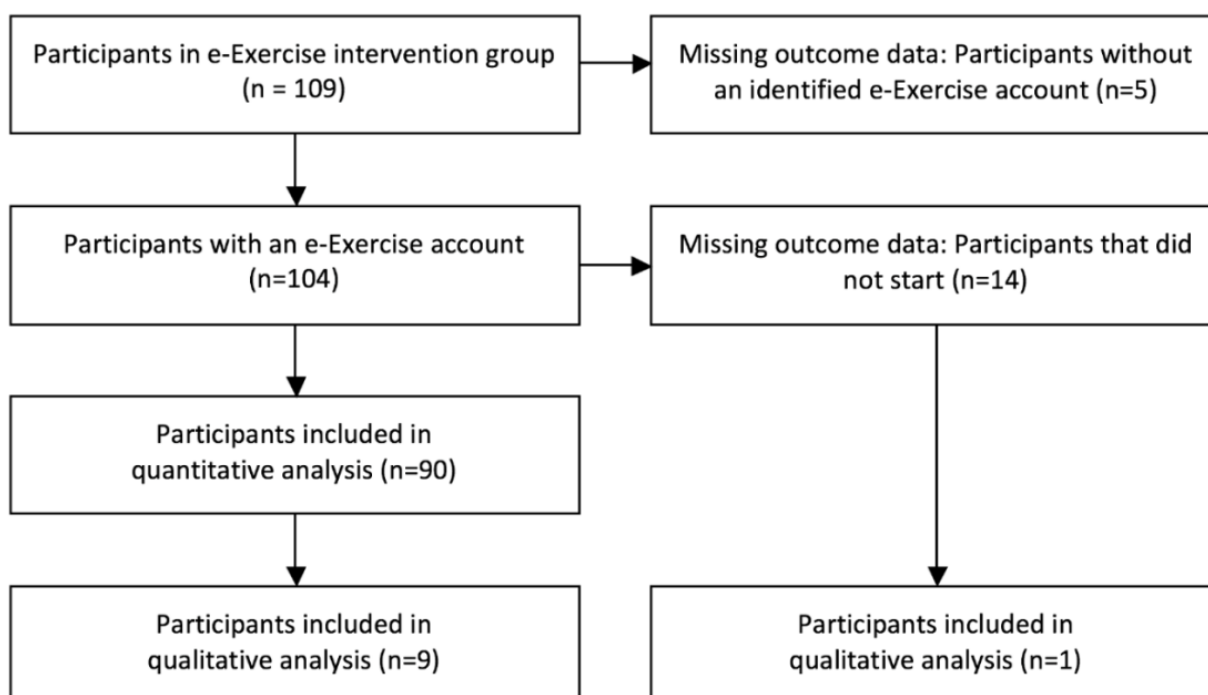 Participants in e-Exercise intervention group
(n = 109)
Missing outcome data: Participants without
an identified e-Exercise account (n=5)
Participants with an e-Exercise account
(n=104)
Missing outcome data: Participants that did
not start (n=14)
Participants included in
quantitative analysis (n=90)
Participants included in
qualitative analysis (n=9)
Participants included in
qualitative analysis (n=1)